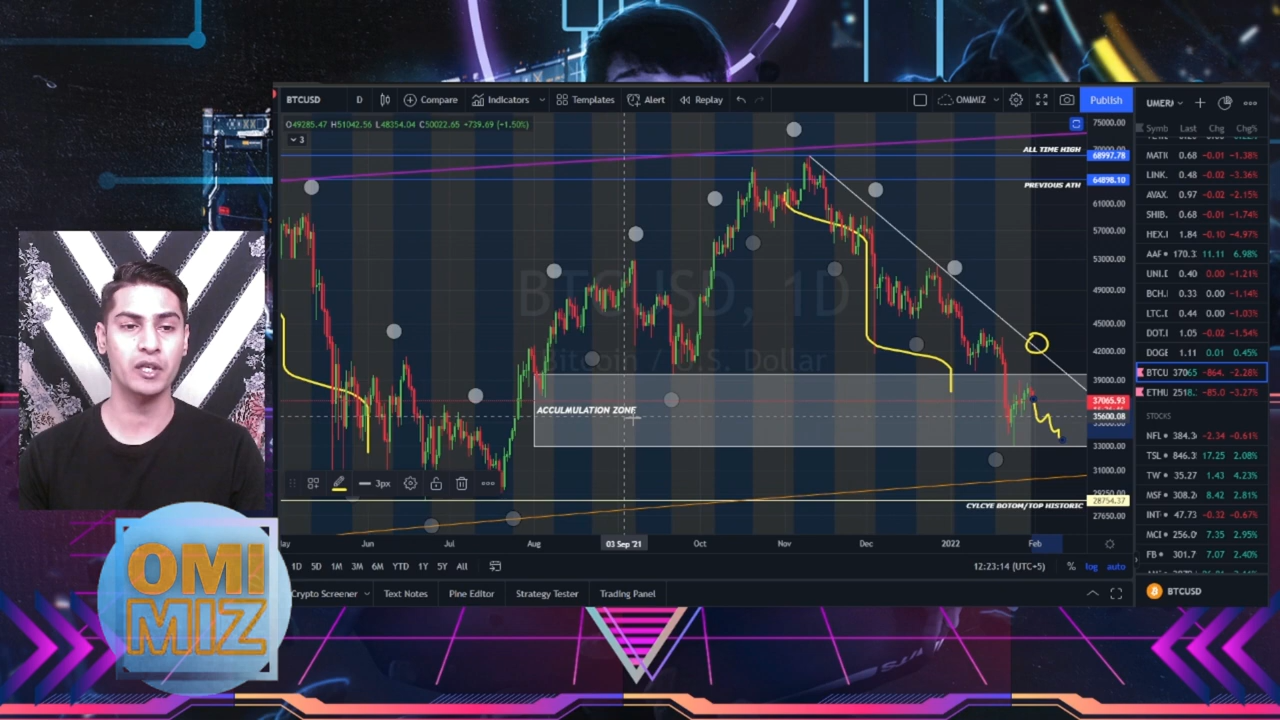 BTCUSD D Compare Indicators Templates Alert Replay OMIMIZ Publish
O49285.47 H51042.56 L48354.04 C50022.65 +739.69 (+1.50%)
3
75000.00
ALL TIME HIGH 68997.78
PREVIOUS ATH 64898.10
61000.00
57000.00
53000.00
49000.00
45000.00
42000.00
39000.00
37065.93
35600.08
33000.00
31000.00
28754.37
27650.00
BTCUSD, 1D
Bitcoin / U.S. Dollar
ACCULMULATION ZONE
3px
CYLCYE BOTOM/TOP HISTORIC
Jun Jul Aug 03 Sep '21 Oct Nov Dec 2022 Feb
1D 5D 1M 3M 6M YTD 1Y 5Y All
12:23:14 (UTC+5) % log auto
Crypto Screener Text Notes Pine Editor Strategy Tester Trading Panel
Symb Last Chg Chg%
MATIC 0.68 -0.01 -1.38%
LINK. 0.48 -0.02 -3.36%
AVAX. 0.97 -0.02 -2.15%
SHIB. 0.68 -0.01 -1.74%
HEX.I 1.84 -0.10 -4.97%
AAF 170.3 11.11 6.98%
UNI.I 0.40 0.00 -1.21%
BCH.I 0.33 0.00 -1.14%
LTC.I 0.44 0.00 -1.03%
DOT.I 1.05 -0.02 -1.54%
DOGE 1.11 0.01 0.45%
BTCU 37065 -864. -2.28%
ETHU 2518. -85.0 -3.27%
STOCKS
NFL 384.3 -2.34 -0.61%
TSL 846.3 17.25 2.08%
TW 35.27 1.43 4.23%
MSF 308.2 8.42 2.81%
INT 47.73 -0.32 -0.67%
MCI 256.0 7.35 2.95%
FB 301.7 7.07 2.40%
BTCUSD
OMI
MIZ